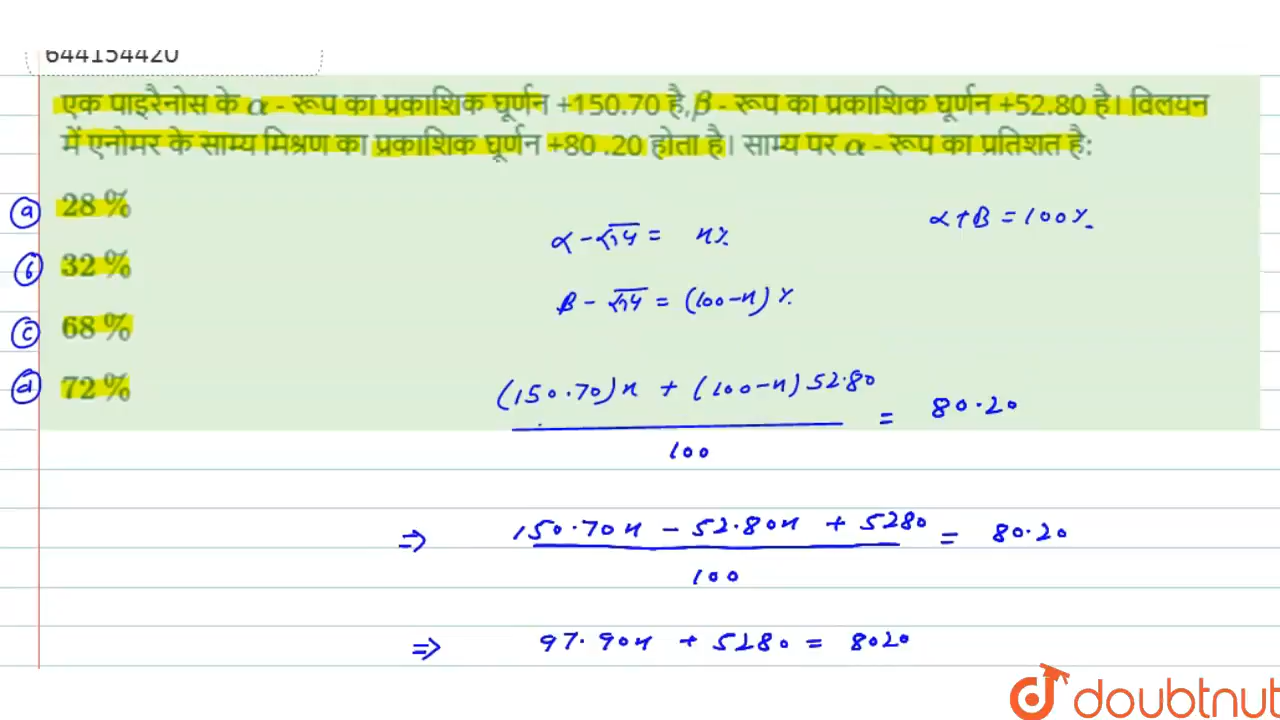 644154420
एक पाइरैनोस के α - रूप का प्रकाशिक घूर्णन +150.70 है,β - रूप का प्रकाशिक घूर्णन +52.80 है। विलयन
में एनोमर के साम्य मिश्रण का प्रकाशिक घूर्णन +80 .20 होता है। साम्य पर α - रूप का प्रतिशत है:
(a) 28 %
(b) 32 %
(c) 68 %
(d) 72 %
α+β = 100%
α - रूप = x%
β - रूप = (100-x)%
(150.70)x + (100-x) 52.80
= 80.20
100
⇒ 150.70x - 52.80x + 5280 = 80.20
100
⇒ 97.90x + 5280 = 8020
doubtnut